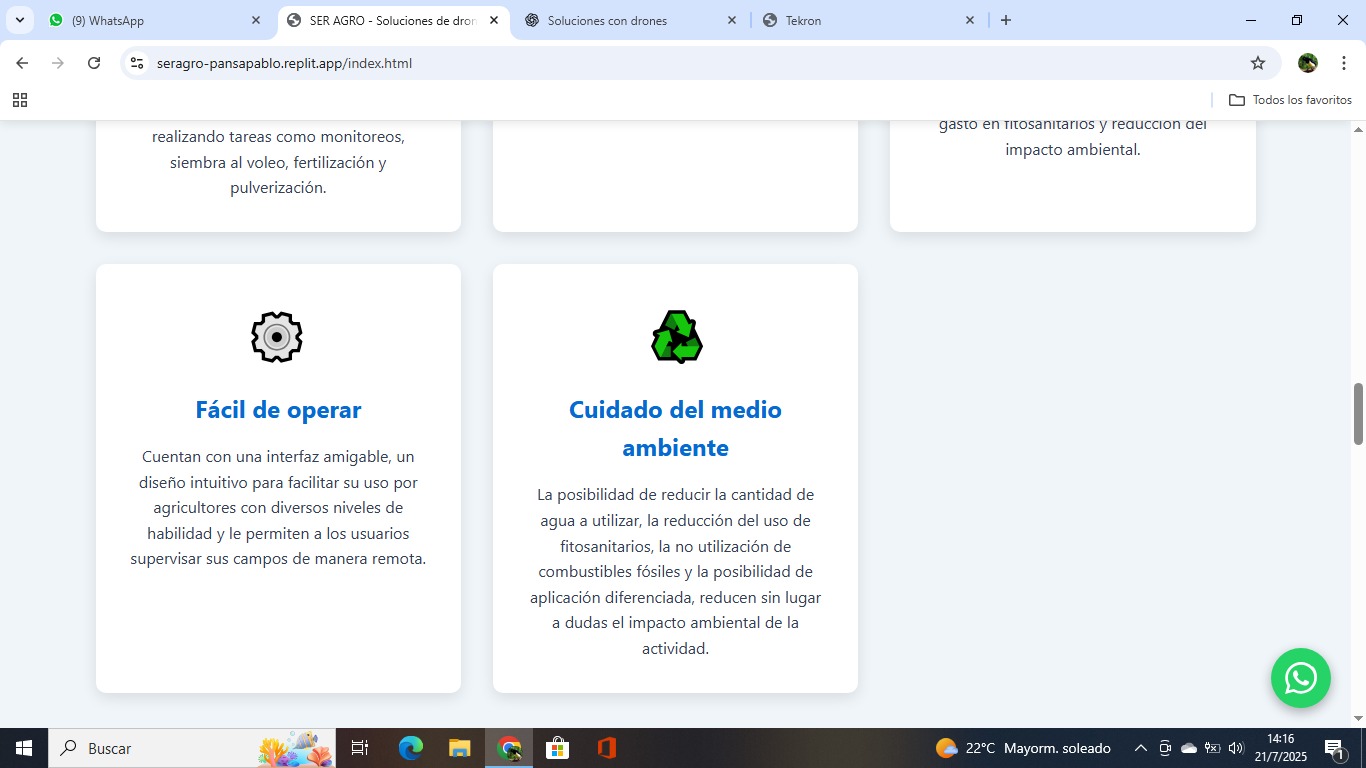 (9) WhatsApp
SER AGRO - Soluciones de dron
Soluciones con drones
Tekron
seragro-pansapablo.replit.app/index.html
Todos los favoritos
realizando tareas como monitoreos,
siembra al voleo, fertilización y
pulverización.
gasto en fitosanitarios y reducción del
impacto ambiental.
Fácil de operar
Cuentan con una interfaz amigable, un
diseño intuitivo para facilitar su uso por
agricultores con diversos niveles de
habilidad y le permiten a los usuarios
supervisar sus campos de manera remota.
Cuidado del medio
ambiente
La posibilidad de reducir la cantidad de
agua a utilizar, la reducción del uso de
fitosanitarios, la no utilización de
combustibles fósiles y la posibilidad de
aplicación diferenciada, reducen sin lugar
a dudas el impacto ambiental de la
actividad.
Buscar
22°C Mayorm. soleado
14:16
21/7/2025
1